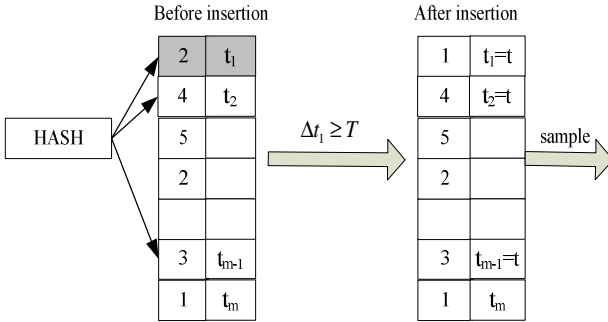 Before insertion
After insertion
2 t₁
1 t₁=t
4 t₂
4 t₂=t
HASH
5
Δt₁ ≥ T
5
sample
2
2
3 tₘ₋₁
3 tₘ₋₁=t
1 tₘ
1 tₘ